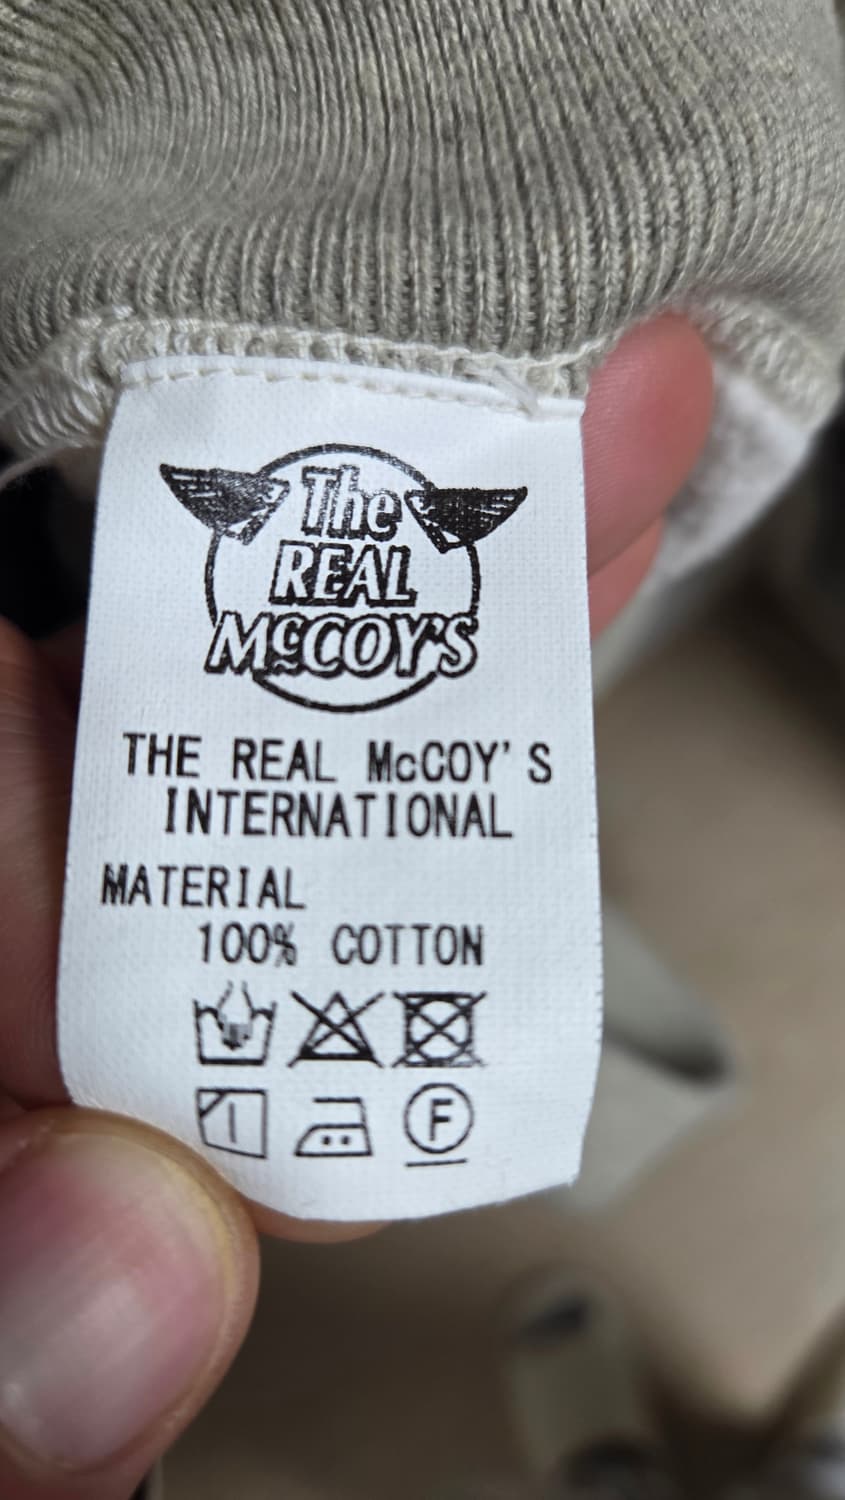 The
REAL
McCOY'S
THE REAL McCOY'S
INTERNATIONAL
MATERIAL
100% COTTON
F